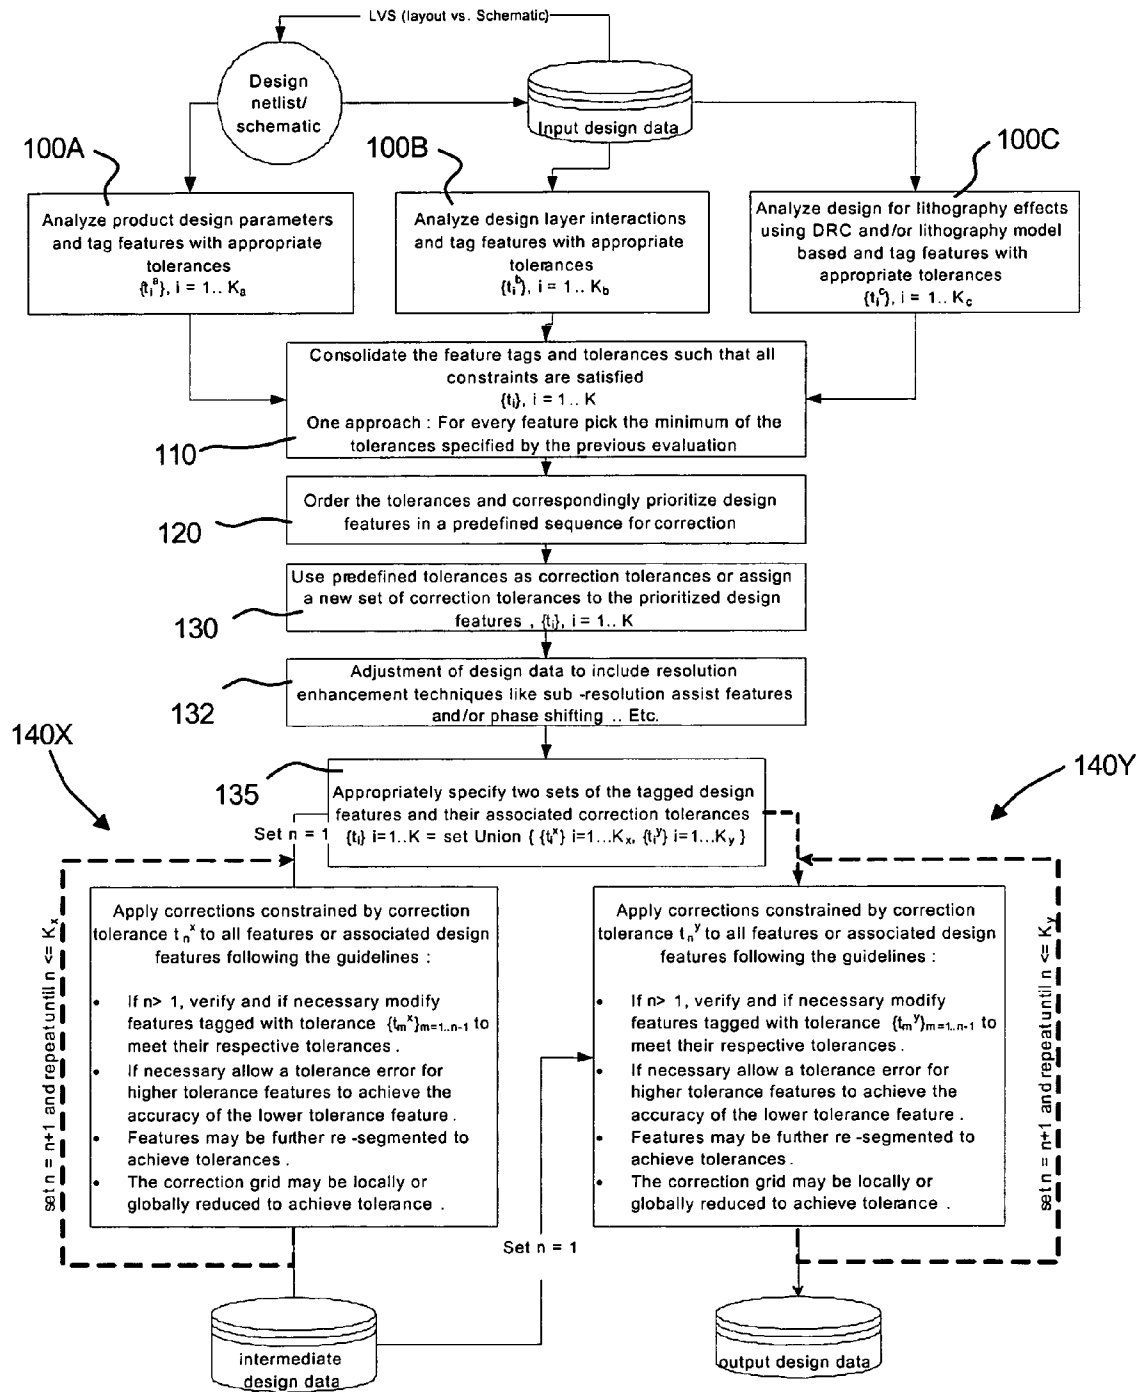 LVS (layout vs. Schematic)
Design
netlist/
schematic
Input design data
100A
100B
100C
Analyze product design parameters
and tag features with appropriate
tolerances
{t_i^a}, i = 1.. K_a
Analyze design layer interactions
and tag features with appropriate
tolerances
{t_i^b}, i = 1.. K_b
Analyze design for lithography effects
using DRC and/or lithography model
based and tag features with
appropriate tolerances
{t_i^c}, i = 1.. K_c
Consolidate the feature tags and tolerances such that all
constraints are satisfied
{t_i}, i = 1.. K
One approach : For every feature pick the minimum of the
tolerances specified by the previous evaluation
110
Order the tolerances and correspondingly prioritize design
features in a predefined sequence for correction
120
Use predefined tolerances as correction tolerances or assign
a new set of correction tolerances to the prioritized design
features , {t_i}, i = 1.. K
130
Adjustment of design data to include resolution
enhancement techniques like sub -resolution assist features
and/or phase shifting .. Etc.
132
140X
140Y
135
Appropriately specify two sets of the tagged design
features and their associated correction tolerances
{t_i} i=1..K = set Union { {t_i^x} i=1...K_x, {t_i^y} i=1...K_y }
Set n = 1
set n = n+1 and repeat until n <= K_x
Apply corrections constrained by correction
tolerance t_n^x to all features or associated design
features following the guidelines :
• If n> 1, verify and if necessary modify
features tagged with tolerance {t_m^x}_m=1..n-1 to
meet their respective tolerances .
• If necessary allow a tolerance error for
higher tolerance features to achieve the
accuracy of the lower tolerance feature .
• Features may be further re -segmented to
achieve tolerances .
• The correction grid may be locally or
globally reduced to achieve tolerance .
Apply corrections constrained by correction
tolerance t_n^y to all features or associated design
features following the guidelines :
• If n> 1, verify and if necessary modify
features tagged with tolerance {t_m^y}_m=1..n-1 to
meet their respective tolerances .
• If necessary allow a tolerance error for
higher tolerance features to achieve the
accuracy of the lower tolerance feature .
• Features may be further re -segmented to
achieve tolerances .
• The correction grid may be locally or
globally reduced to achieve tolerance .
set n = n+1 and repeat until n <= K_y
Set n = 1
intermediate
design data
output design data